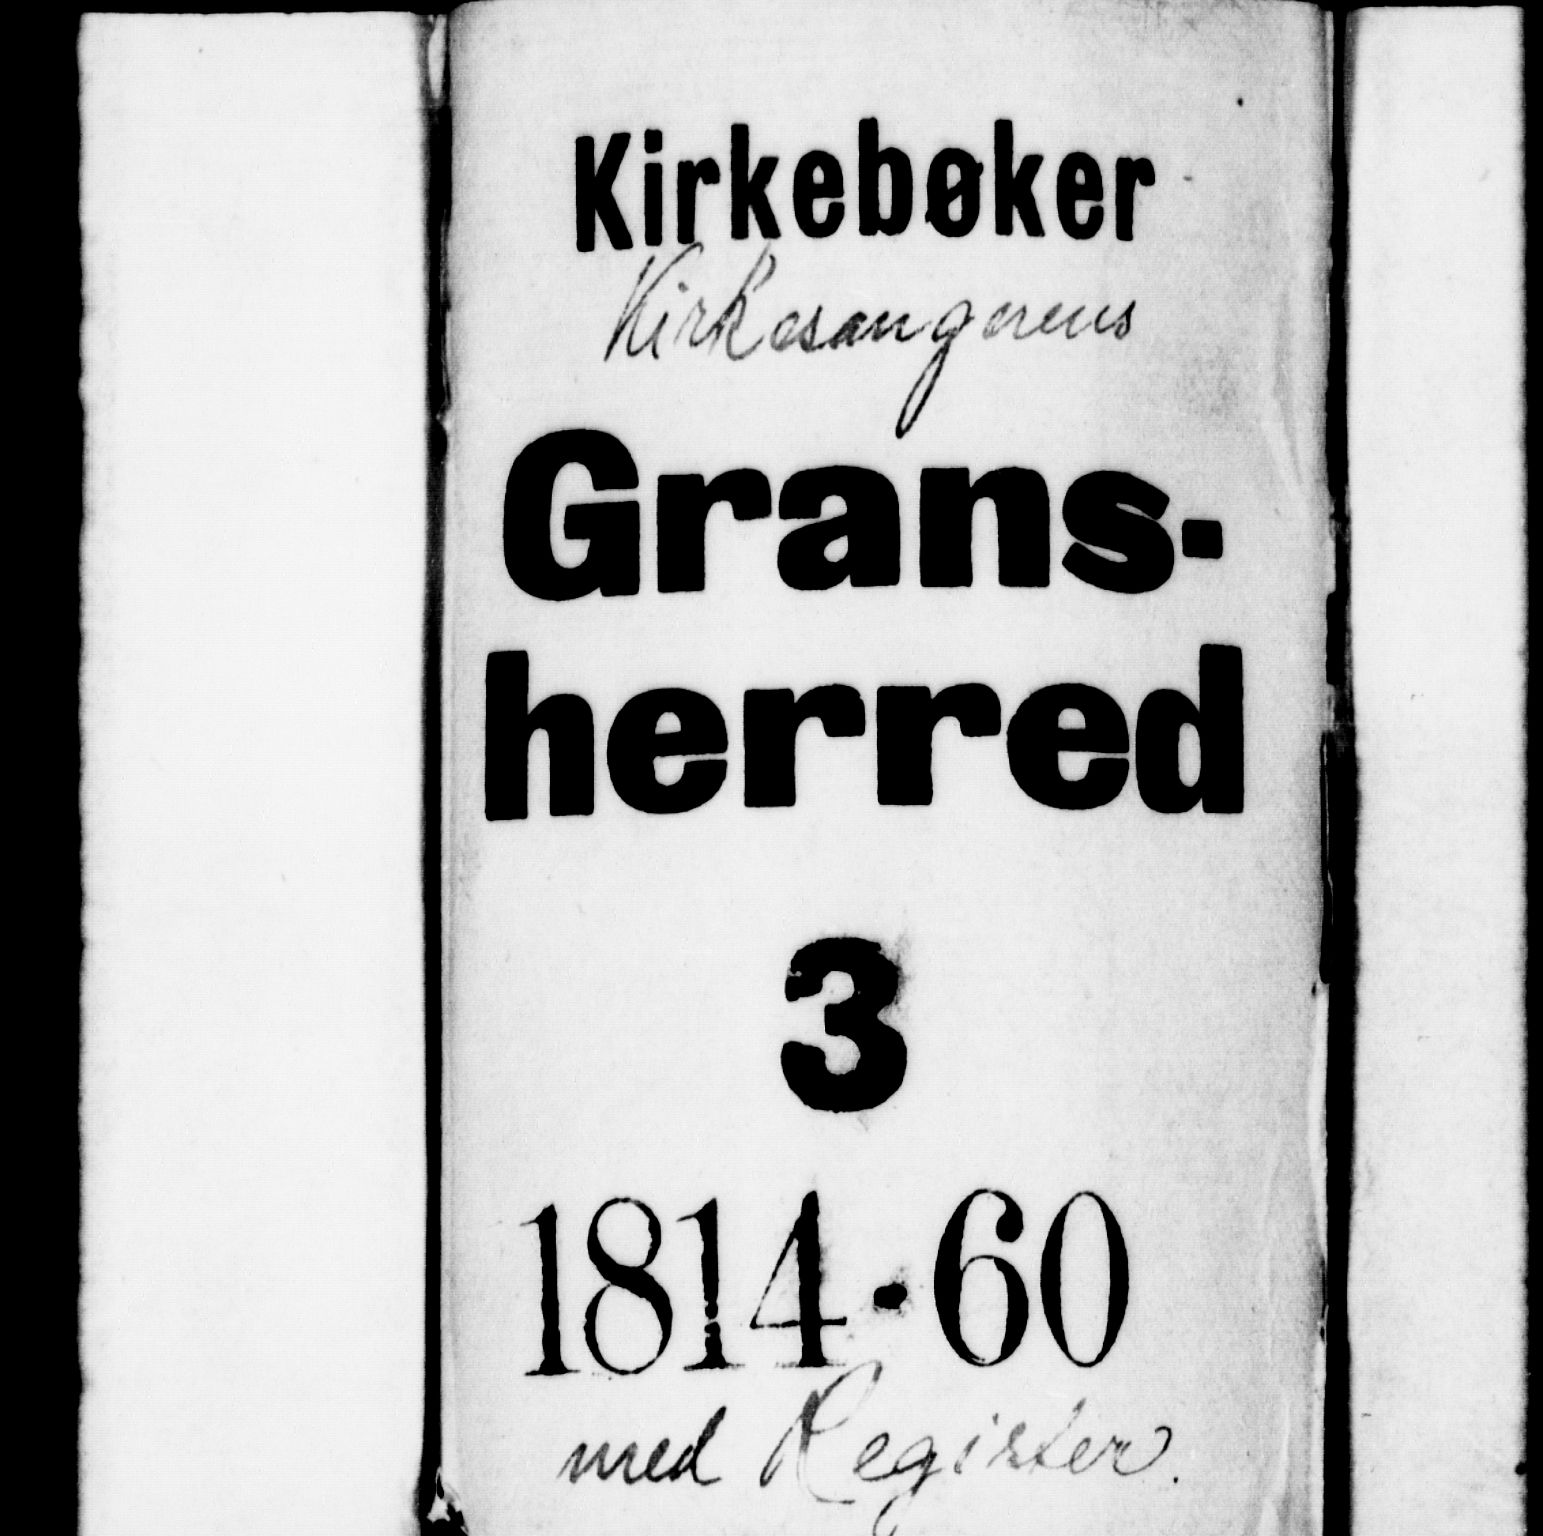 Kirkebøker
Kirkesangerens
Grans-
herred
3
1814-60
med Register.